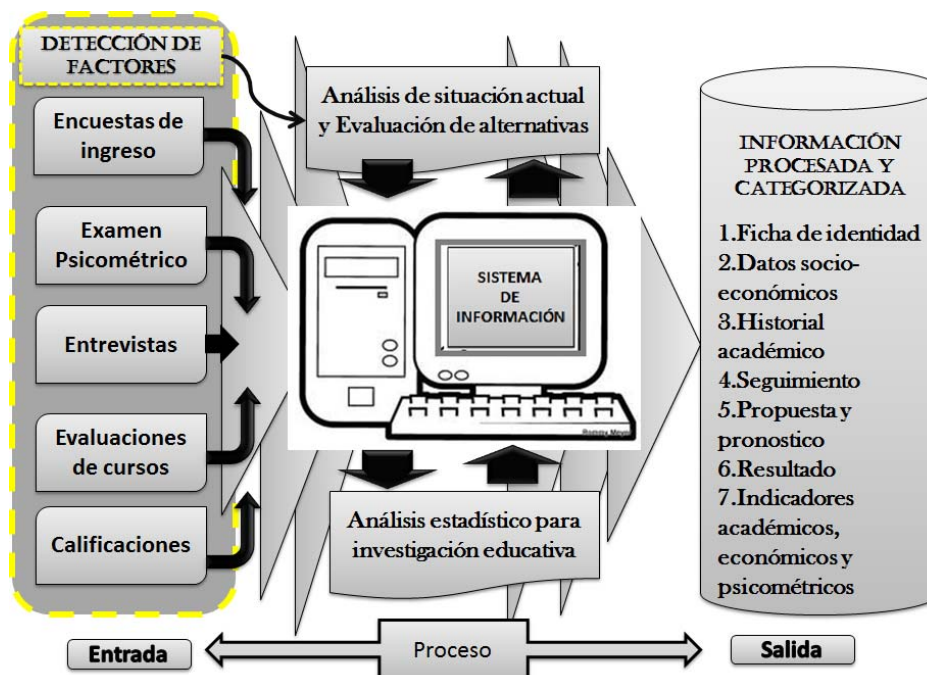 DETECCIÓN DE
FACTORES
Encuestas de
ingreso
Examen
Psicométrico
Entrevistas
Evaluaciones
de cursos
Calificaciones
Análisis de situación actual
y Evaluación de alternativas
SISTEMA
DE
INFORMACIÓN
Rommy Meyer
Análisis estadístico para
investigación educativa
INFORMACIÓN
PROCESADA Y
CATEGORIZADA
1.Ficha de identidad
2.Datos socio-
económicos
3.Historial
académico
4.Seguimiento
5.Propuesta y
pronostico
6.Resultado
7.Indicadores
académicos,
económicos y
psicométricos
Entrada
Proceso
Salida